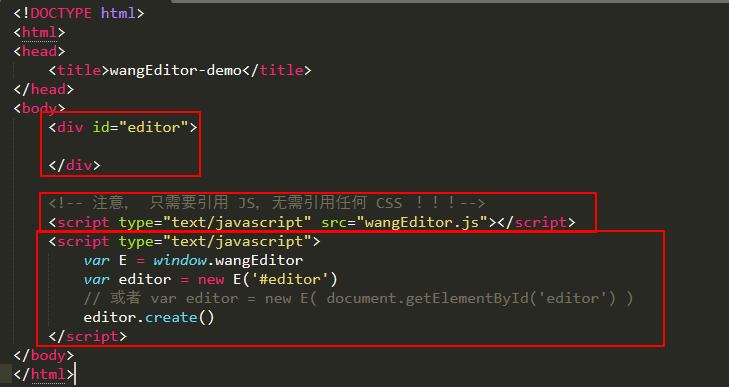 <!DOCTYPE html>
<html>
<head>
    <title>wangEditor-demo</title>
</head>
<body>
    <div id="editor">

    </div>

    <!-- 注意， 只需要引用 JS，无需引用任何 CSS ！！！-->
    <script type="text/javascript" src="wangEditor.js"></script>
    <script type="text/javascript">
        var E = window.wangEditor
        var editor = new E('#editor')
        // 或者 var editor = new E( document.getElementById('editor') )
        editor.create()
    </script>
</body>
</html>